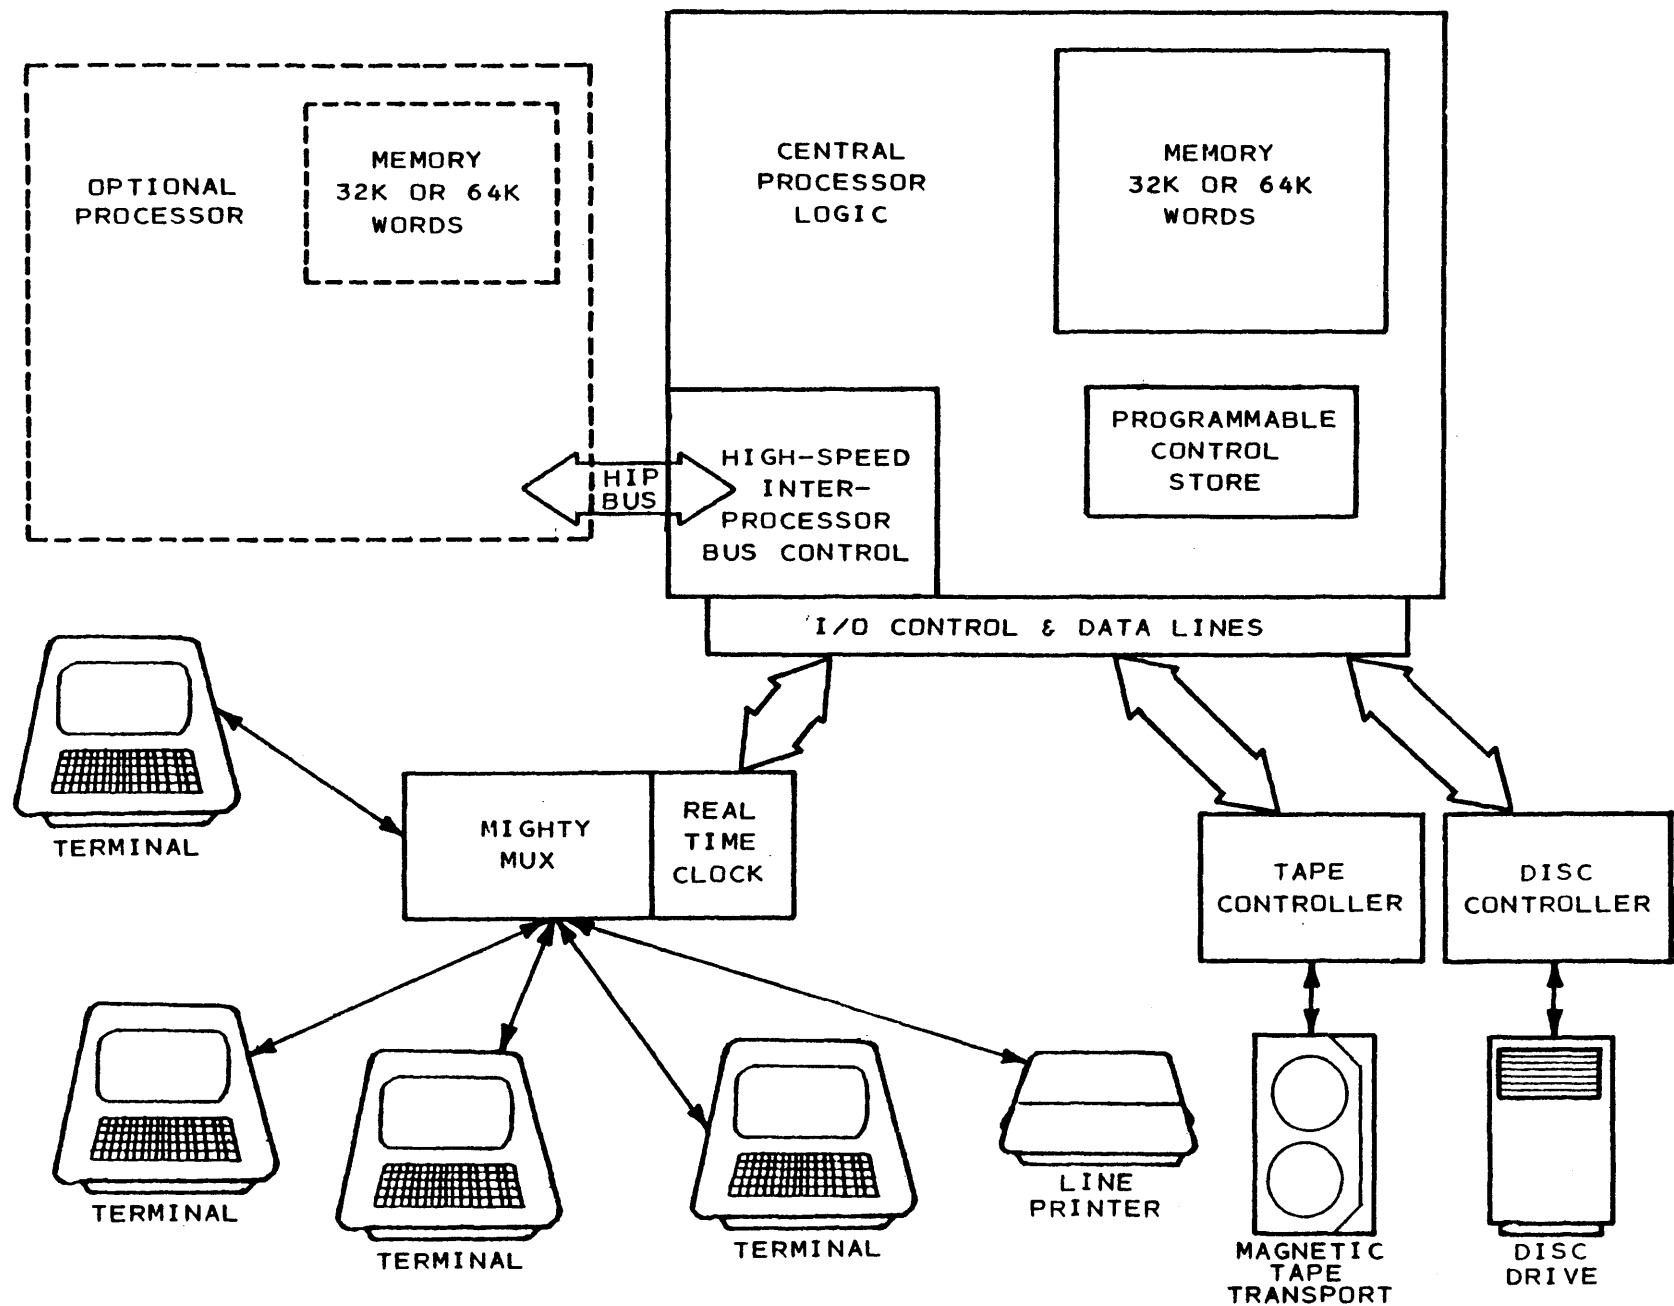 OPTIONAL
PROCESSOR
MEMORY
32K OR 64K
WORDS
CENTRAL
PROCESSOR
LOGIC
MEMORY
32K OR 64K
WORDS
PROGRAMMABLE
CONTROL
STORE
HIP
BUS
HIGH-SPEED
INTER-
PROCESSOR
BUS CONTROL
I/O CONTROL & DATA LINES
TERMINAL
MIGHTY
MUX
REAL
TIME
CLOCK
TAPE
CONTROLLER
DISC
CONTROLLER
TERMINAL
TERMINAL
TERMINAL
LINE
PRINTER
MAGNETIC
TAPE
TRANSPORT
DISC
DRIVE